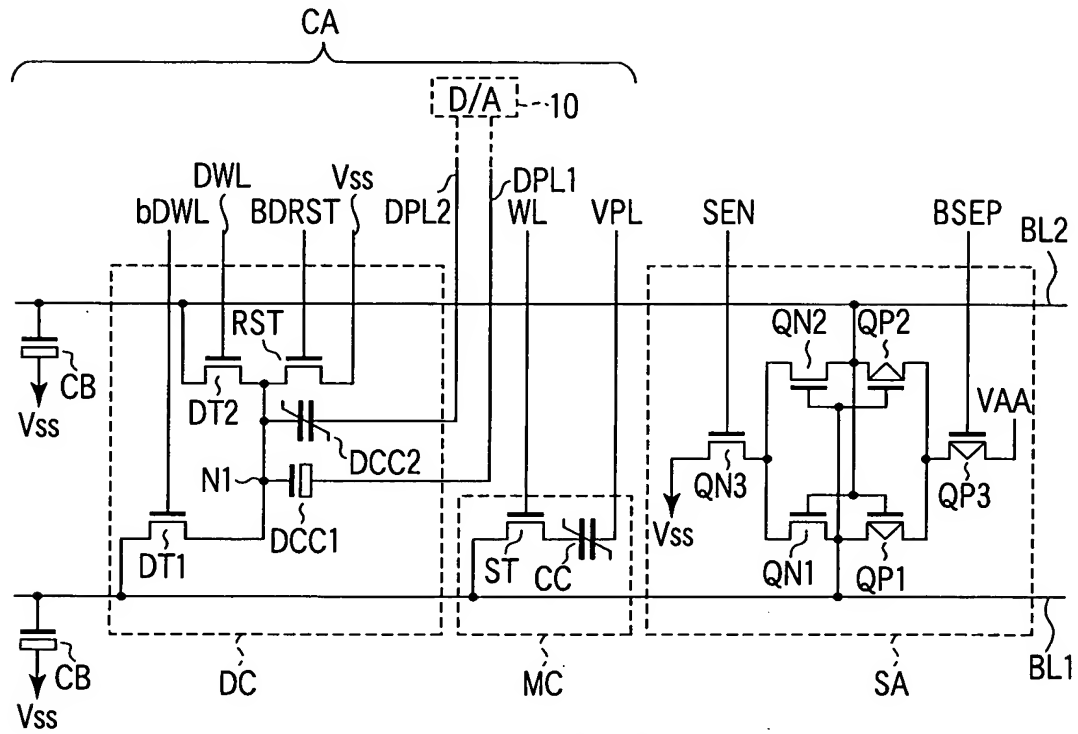 CA
D/A
10
DWL
Vss
DPL1
bDWL
BDRST
DPL2
WL
VPL
SEN
BSEP
BL2
RST
QN2
QP2
CB
Vss
DT2
VAA
DCC2
N1
QN3
QP3
Vss
DCC1
DT1
ST
CC
QN1
QP1
CB
DC
MC
SA
BL1
Vss